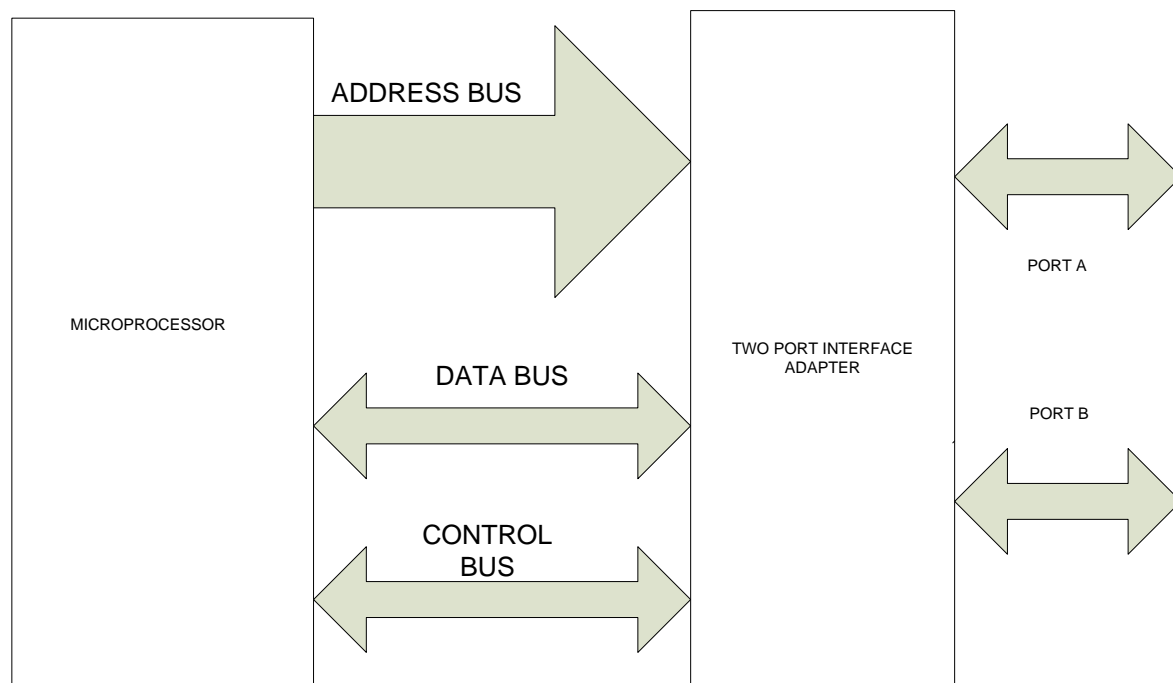 ADDRESS BUS
MICROPROCESSOR
DATA BUS
CONTROL
BUS
TWO PORT INTERFACE
ADAPTER
PORT A
PORT B